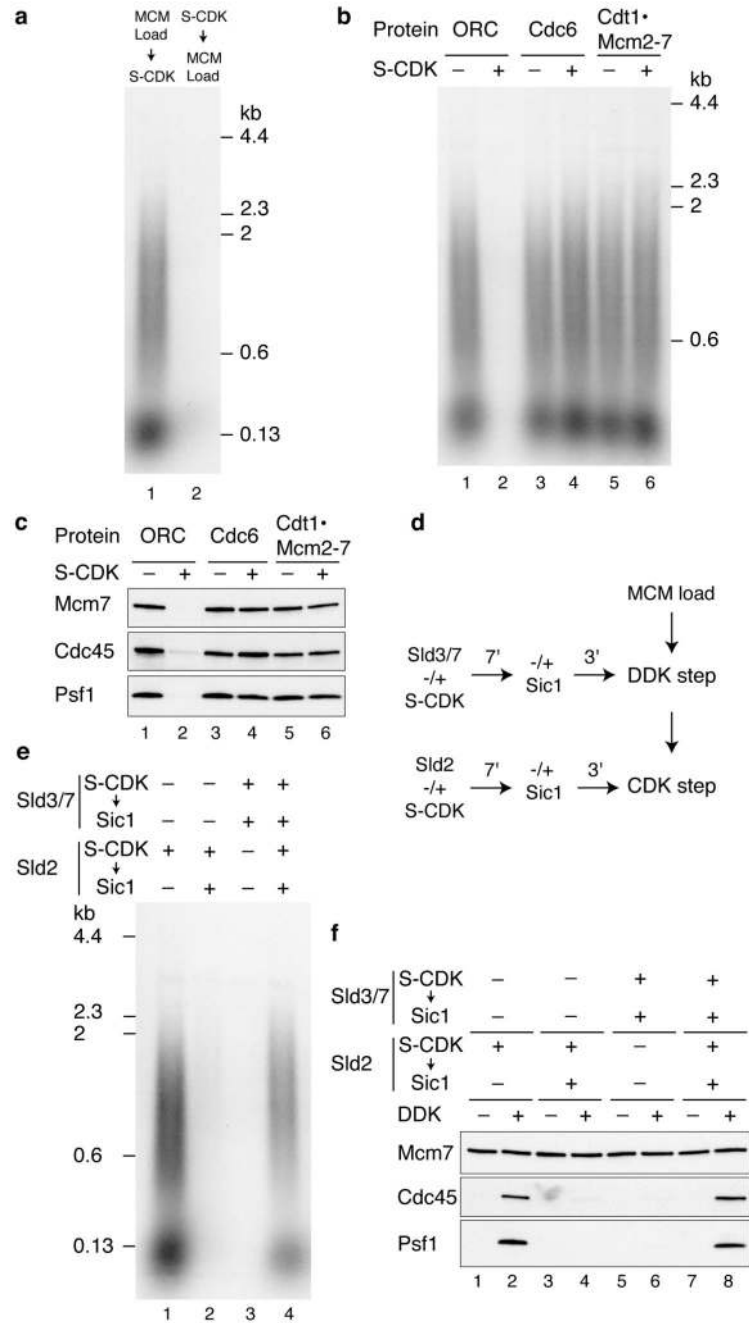 a
MCM Load ↓ S-CDK
S-CDK ↓ MCM Load
kb
4.4
2.3
2
0.6
0.13
1 2
b
Protein ORC Cdc6 Cdt1• Mcm2-7
S-CDK – + – + – +
kb
4.4
2.3
2
0.6
1 2 3 4 5 6
c
Protein ORC Cdc6 Cdt1• Mcm2-7
S-CDK – + – + – +
Mcm7
Cdc45
Psf1
1 2 3 4 5 6
d
MCM load
Sld3/7 -/+ S-CDK 7' -/+ Sic1 3' DDK step
Sld2 -/+ S-CDK 7' -/+ Sic1 3' CDK step
e
Sld3/7
S-CDK – – + +
↓
Sic1 – – + +
Sld2
S-CDK + + – +
↓
Sic1 – + – +
kb
4.4
2.3
2
0.6
0.13
1 2 3 4
f
Sld3/7
S-CDK – – + +
↓
Sic1 – – + +
Sld2
S-CDK + + – +
↓
Sic1 – + – +
DDK – + – + – + – +
Mcm7
Cdc45
Psf1
1 2 3 4 5 6 7 8